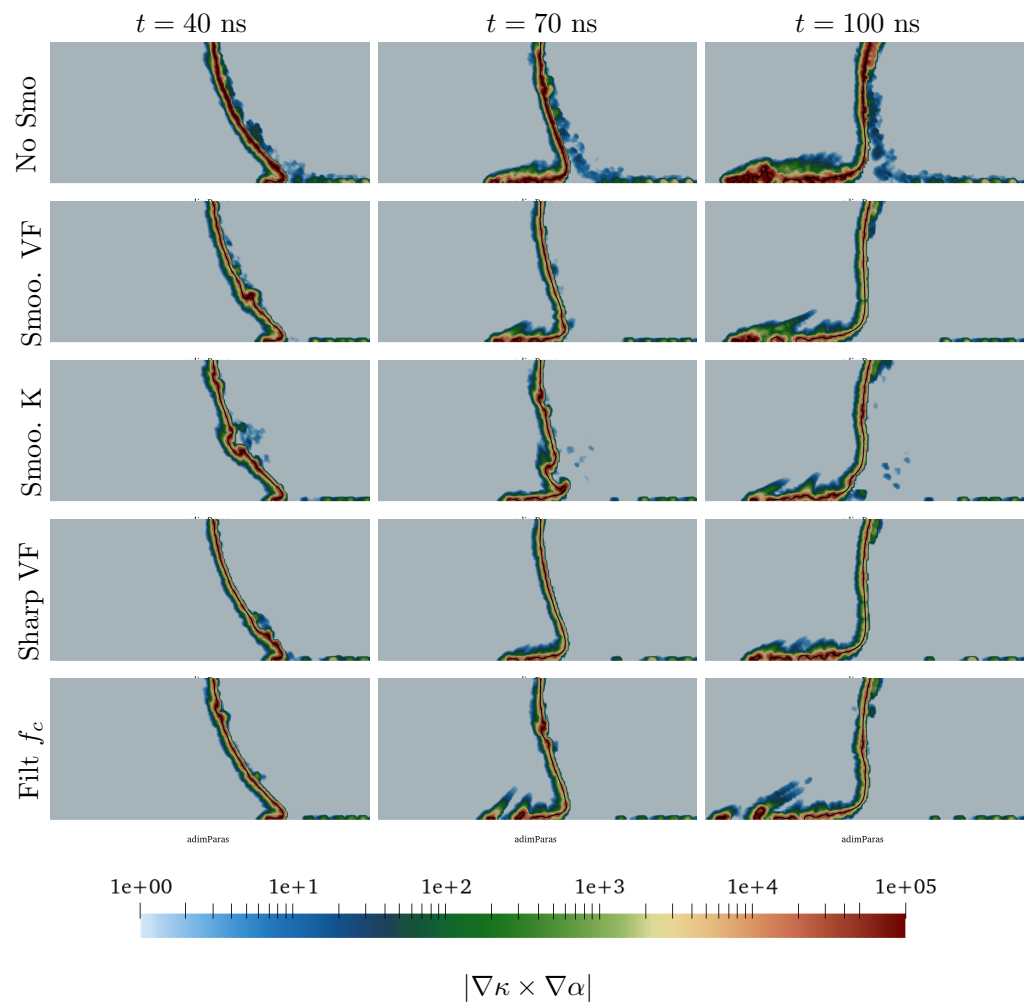 t = 40 ns t = 70 ns t = 100 ns
No Smo
Smoo. VF
Smoo. K
Sharp VF
Filt f_c
adimParas adimParas adimParas
1e+00 1e+1 1e+2 1e+3 1e+4 1e+05
|∇κ × ∇α|